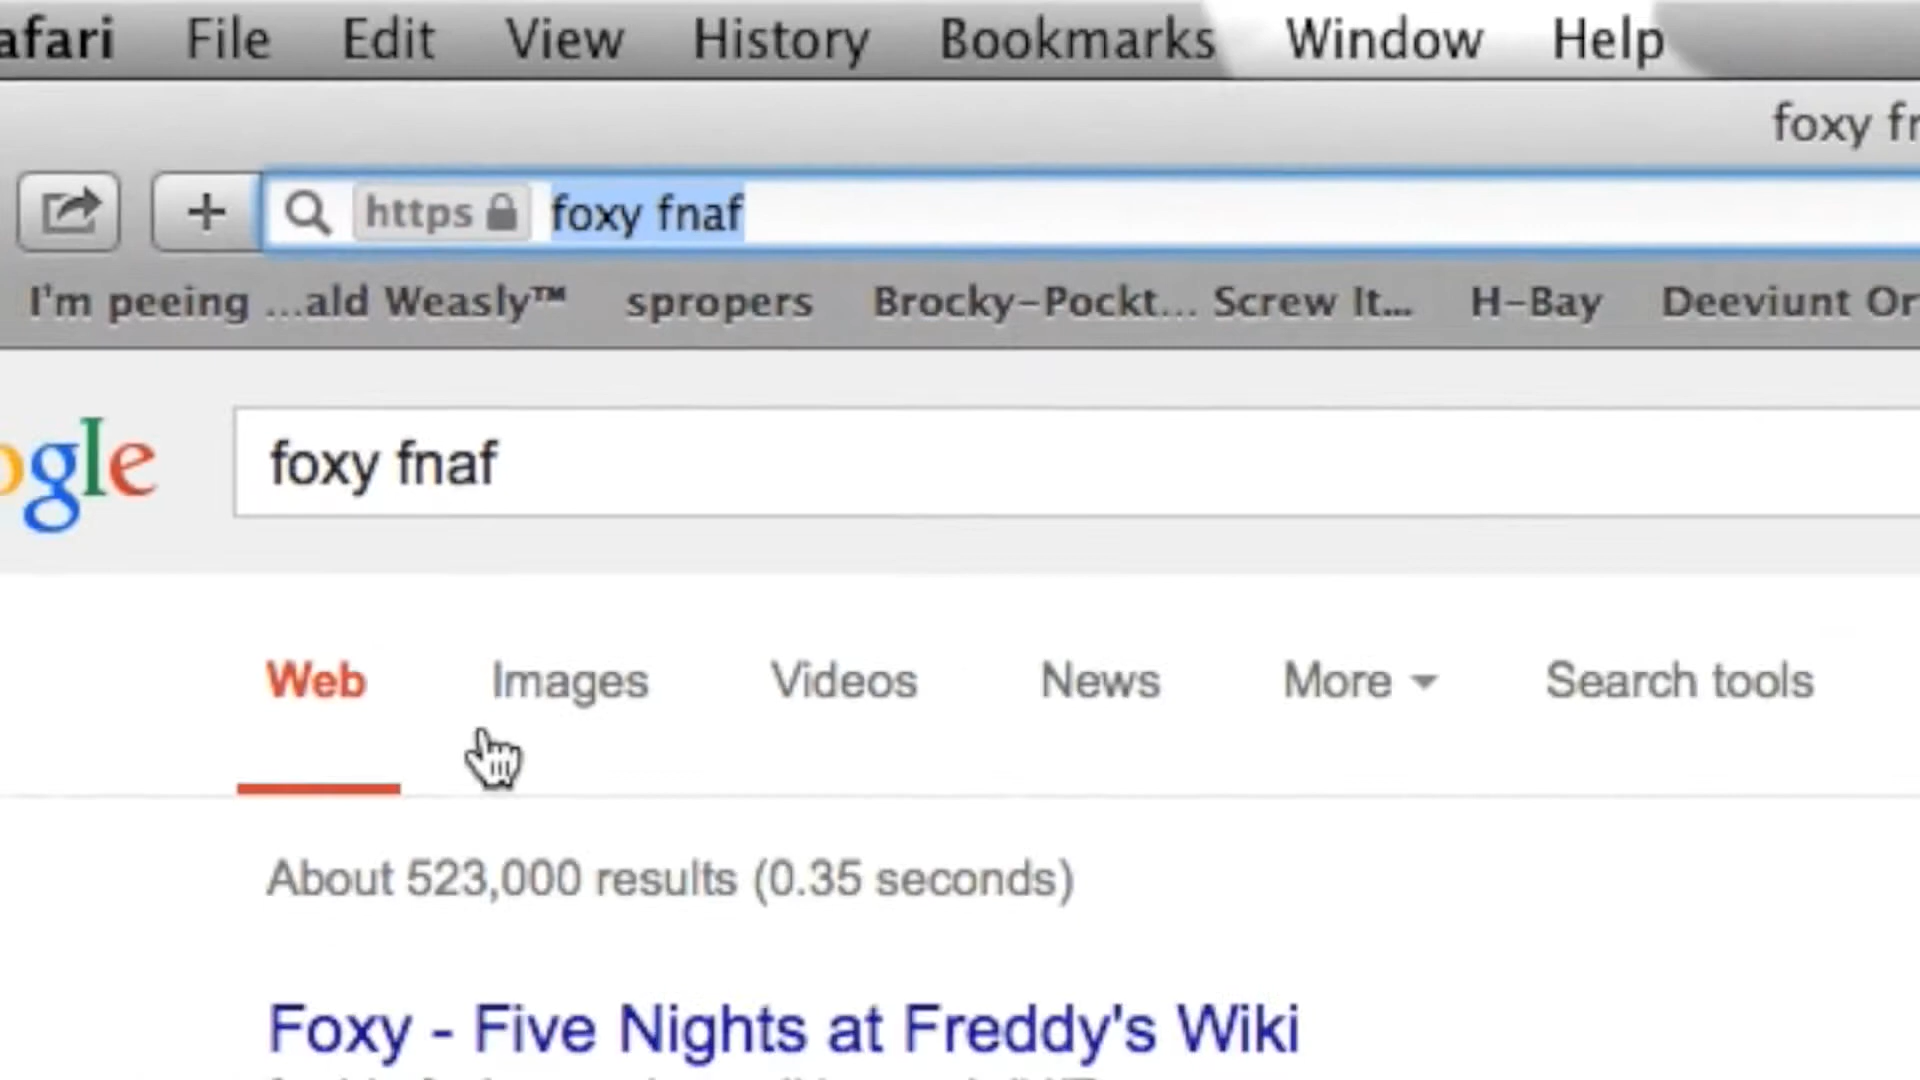 afari File Edit View History Bookmarks Window Help
foxy fn
https foxy fnaf
I'm peeing ...ald Weasly™ spropers Brocky-Pockt... Screw It... H-Bay Deeviunt Or
ogle foxy fnaf
Web Images Videos News More Search tools
About 523,000 results (0.35 seconds)
Foxy - Five Nights at Freddy's Wiki